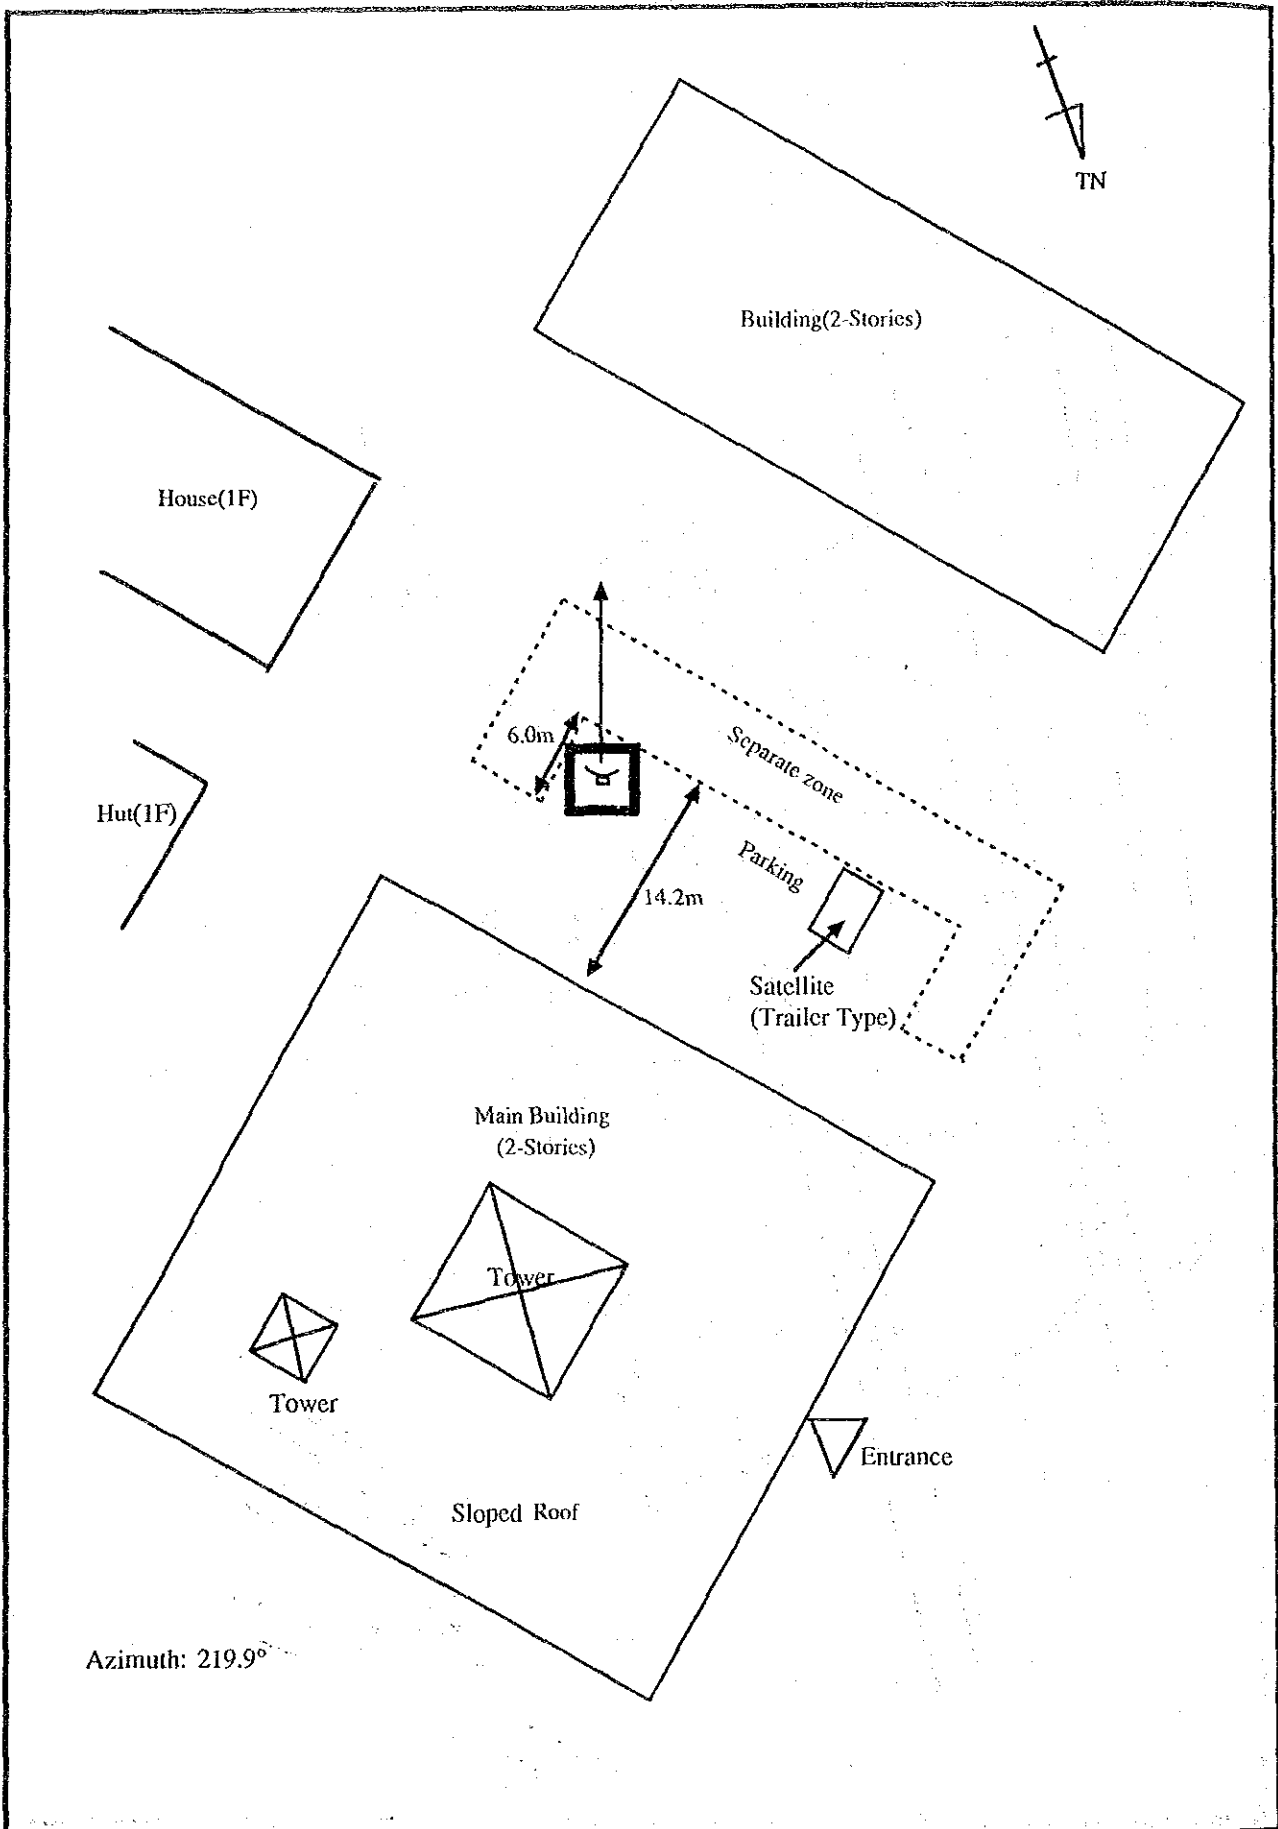 TN
Building(2-Stories)
House(1F)
6.0m
Separate zone
Hut(1F)
Parking
14.2m
Satellite
(Trailer Type)
Main Building
(2-Stories)
Tower
Tower
Entrance
Sloped Roof
Azimuth: 219.9°